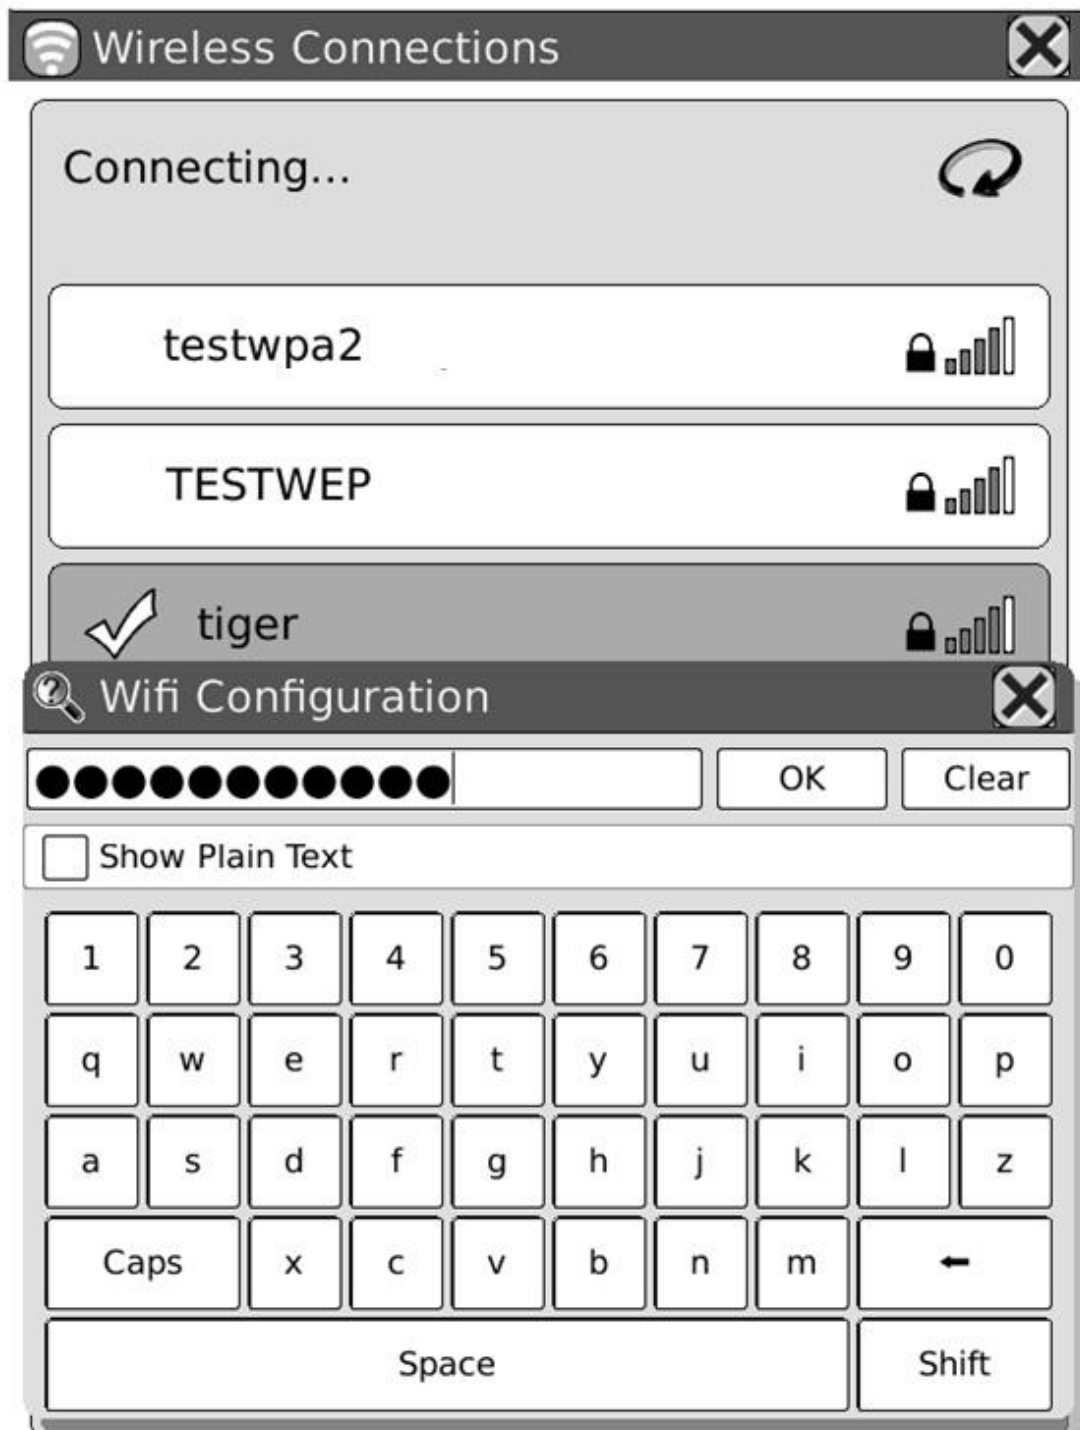 Wireless Connections
Connecting...
testwpa2
TESTWEP
tiger
Wifi Configuration
●●●●●●●●●●● OK Clear
Show Plain Text
1 2 3 4 5 6 7 8 9 0
q w e r t y u i o p
a s d f g h j k l z
Caps x c v b n m ←
Space Shift